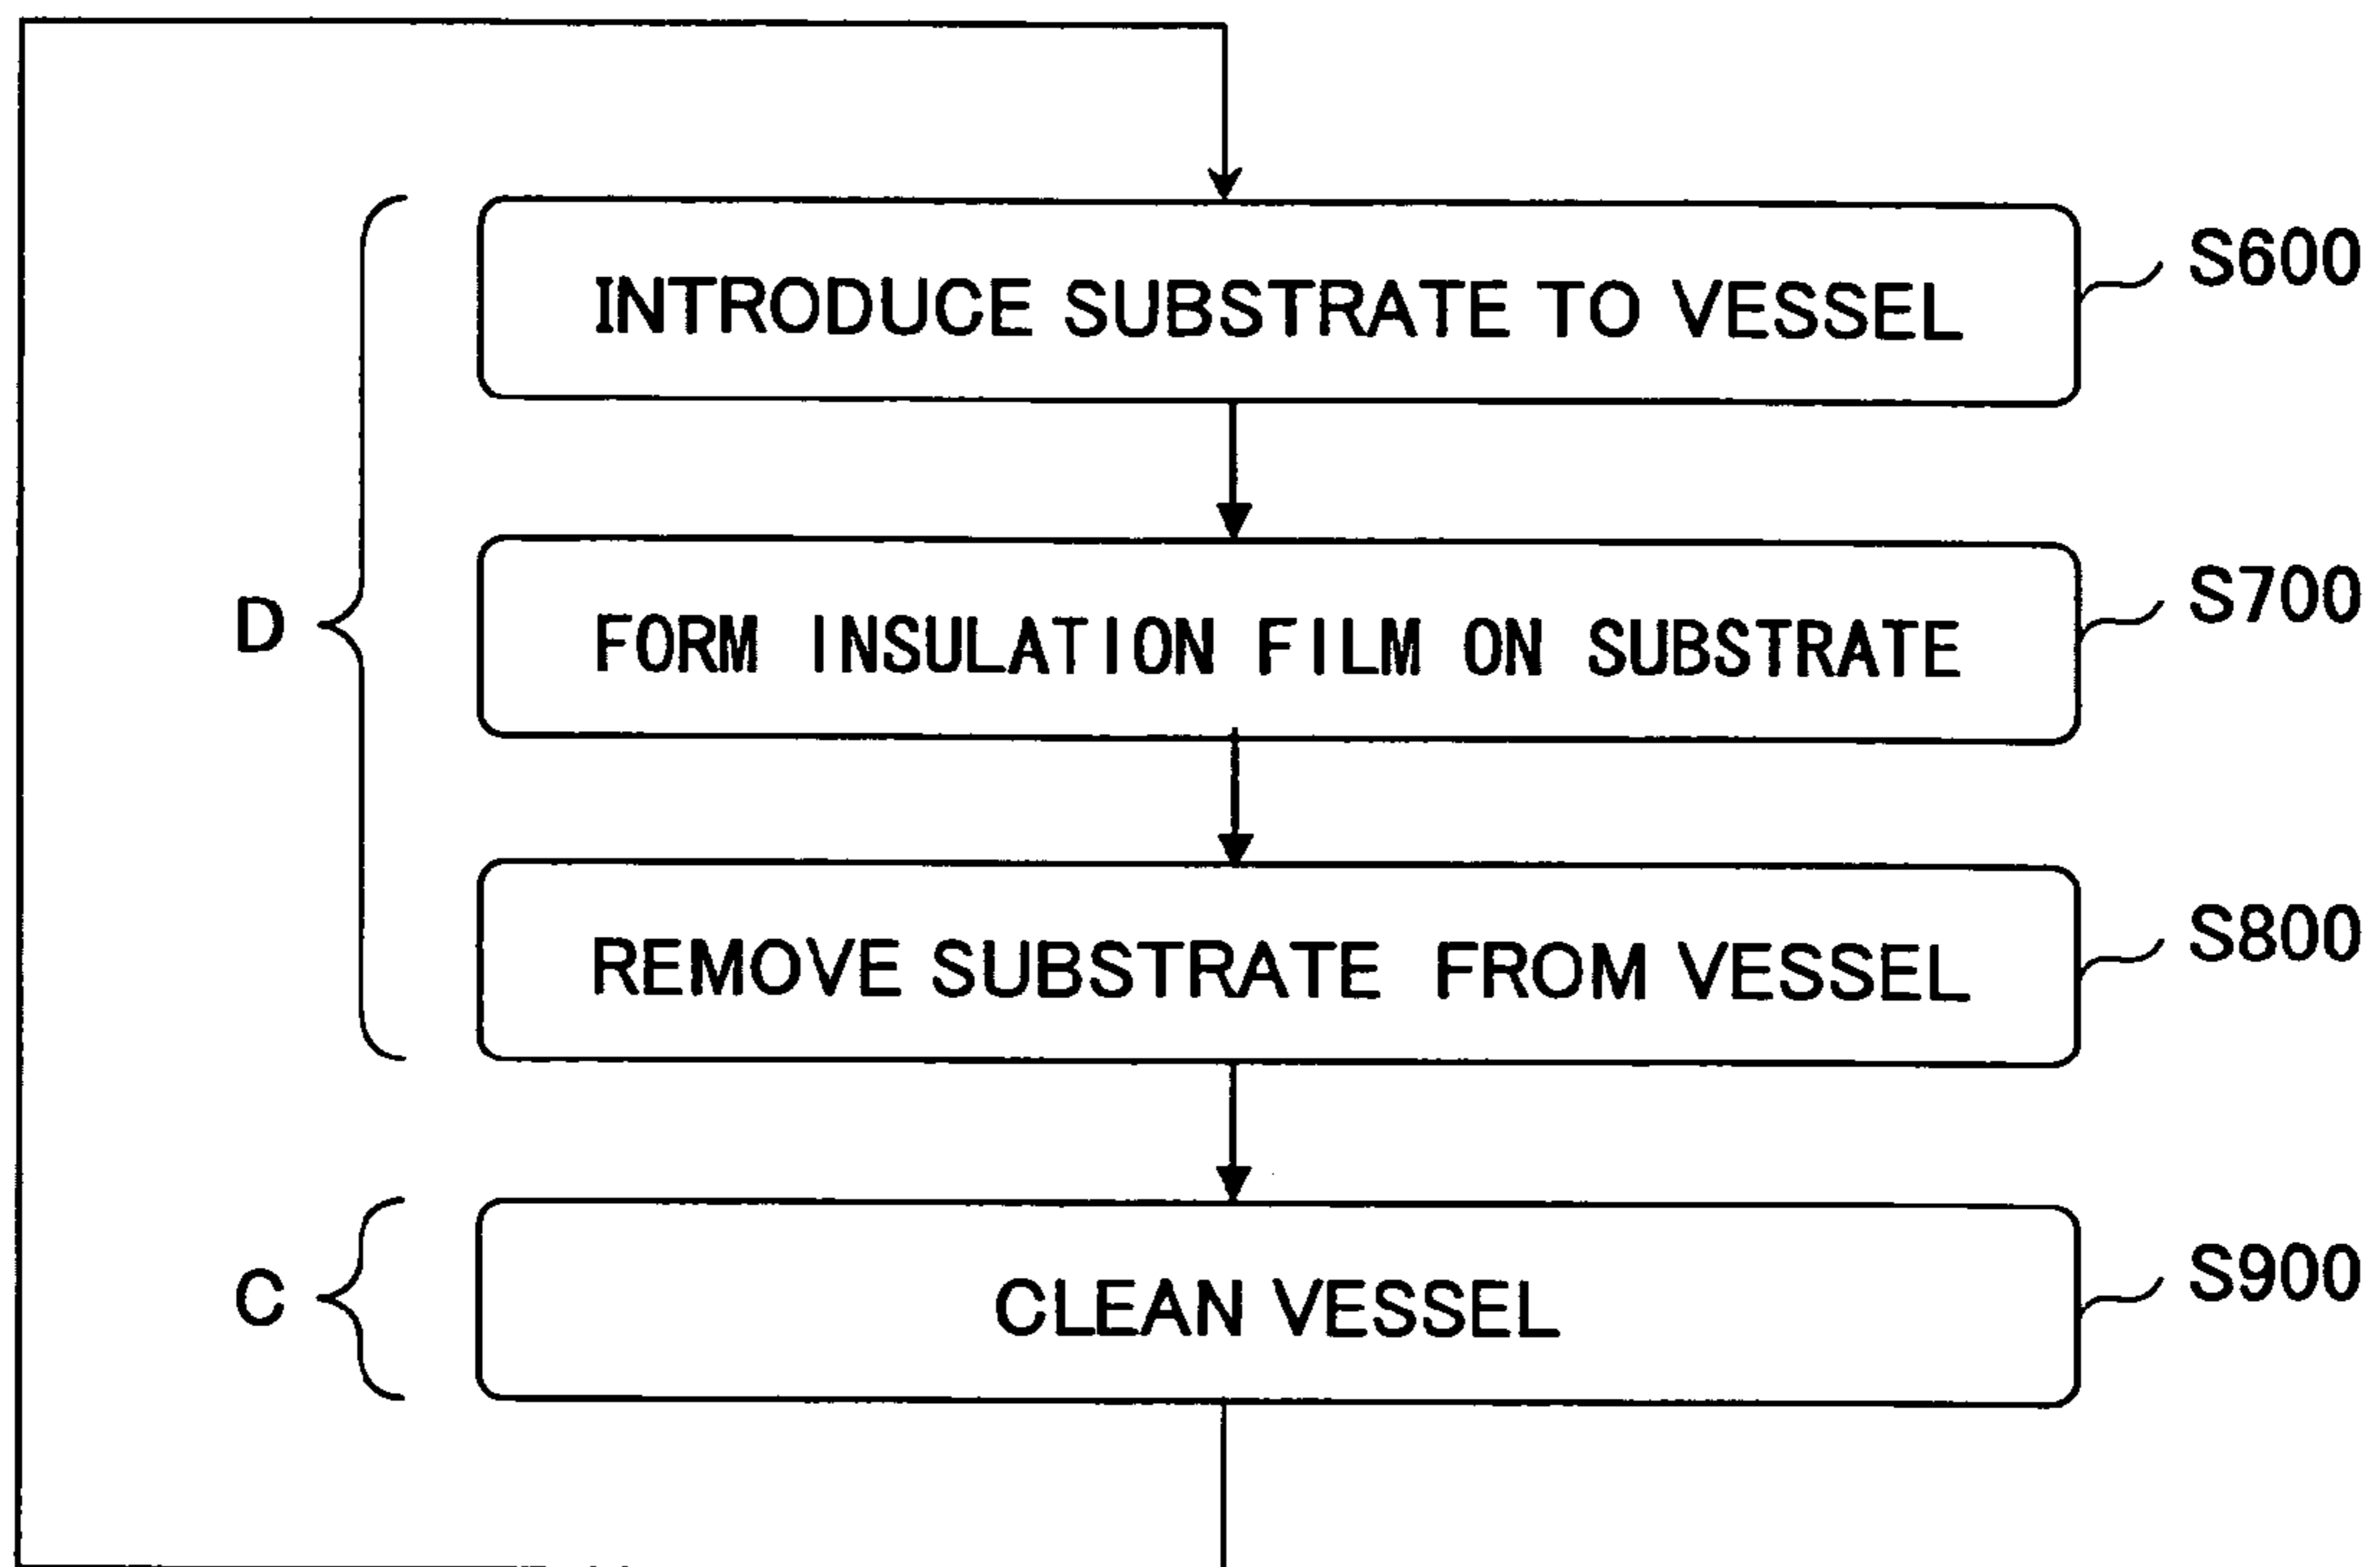 INTRODUCE SUBSTRATE TO VESSEL
S600
FORM INSULATION FILM ON SUBSTRATE
S700
D
REMOVE SUBSTRATE FROM VESSEL
S800
CLEAN VESSEL
S900
C